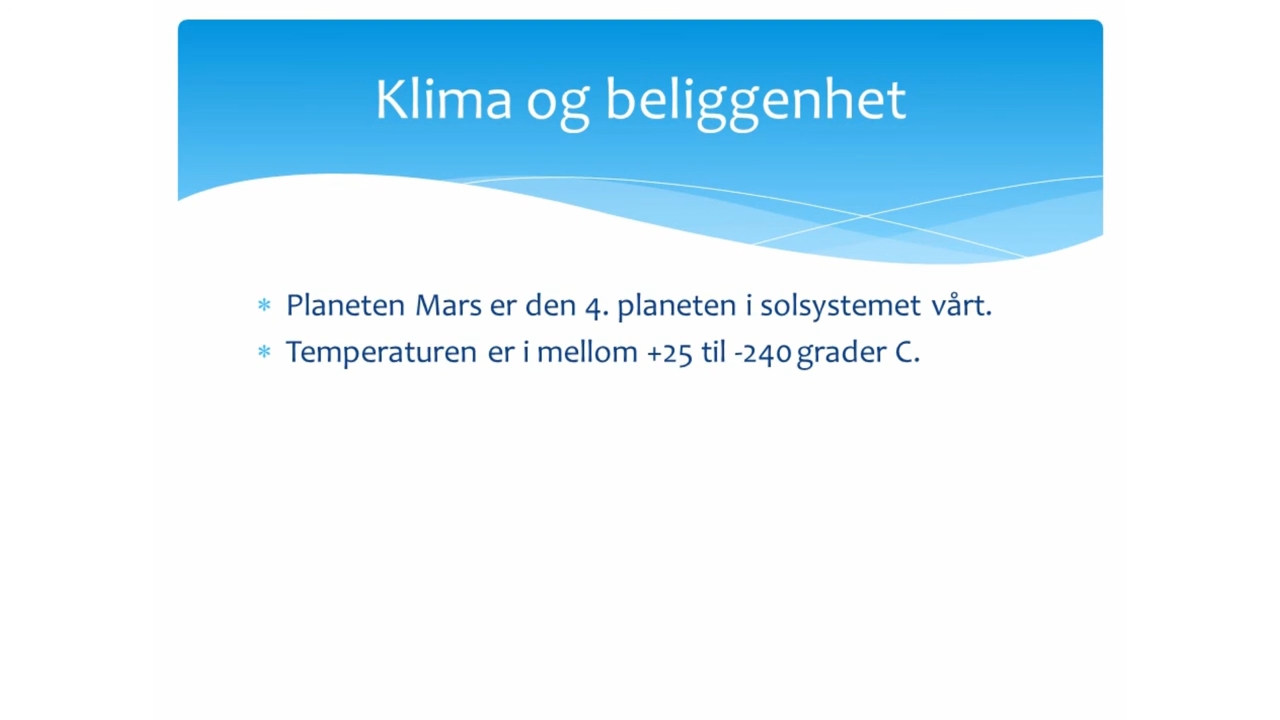 Klima og beliggenhet
* Planeten Mars er den 4. planeten i solsystemet vårt.
* Temperaturen er i mellom +25 til -240 grader C.